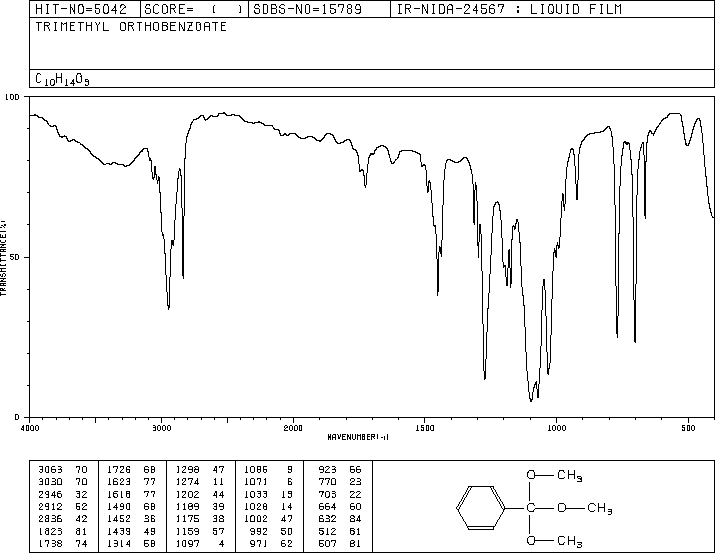 HIT-NO=5042 SCORE= ( ) SDBS-NO=15789 IR-NIDA-24567 : LIQUID FILM
TRIMETHYL ORTHOBENZOATE
C10H14O3
100
50
0
TRANSMITTANCE(%)
4000 3000 2000 1500 1000 500
WAVENUMBER(-1)
3063 70 1726 68 1298 47 1086 9 923 66
3030 70 1623 77 1274 11 1071 6 770 23
2946 32 1618 77 1202 44 1033 13 703 22
2912 62 1490 68 1189 39 1028 14 664 60
2836 42 1452 36 1175 38 1002 47 632 84
1823 81 1439 49 1159 57 992 50 512 81
1738 74 1314 58 1097 4 971 62 507 81
O CH3
C O CH3
O CH3